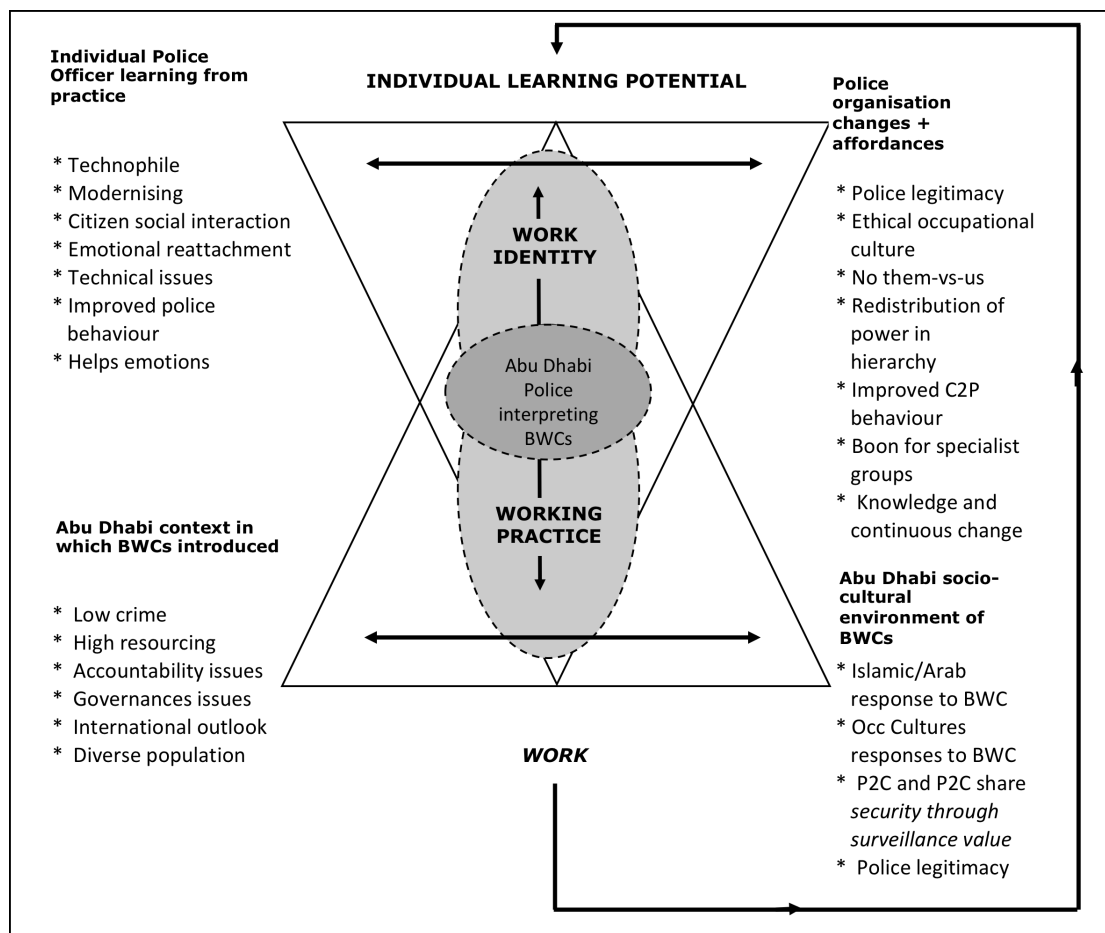 Individual Police
Officer learning from
practice
* Technophile
* Modernising
* Citizen social interaction
* Emotional reattachment
* Technical issues
* Improved police
behaviour
* Helps emotions
INDIVIDUAL LEARNING POTENTIAL
Police
organisation
changes +
affordances
* Police legitimacy
* Ethical occupational
culture
* No them-vs-us
* Redistribution of
power in
hierarchy
* Improved C2P
behaviour
* Boon for specialist
groups
* Knowledge and
continuous change
WORK
IDENTITY
Abu Dhabi
Police
interpreting
BWCs
WORKING
PRACTICE
Abu Dhabi context in
which BWCs introduced
* Low crime
* High resourcing
* Accountability issues
* Governances issues
* International outlook
* Diverse population
WORK
Abu Dhabi socio-
cultural
environment of
BWCs
* Islamic/Arab
response to BWC
* Occ Cultures
responses to BWC
* P2C and P2C share
security through
surveillance value
* Police legitimacy